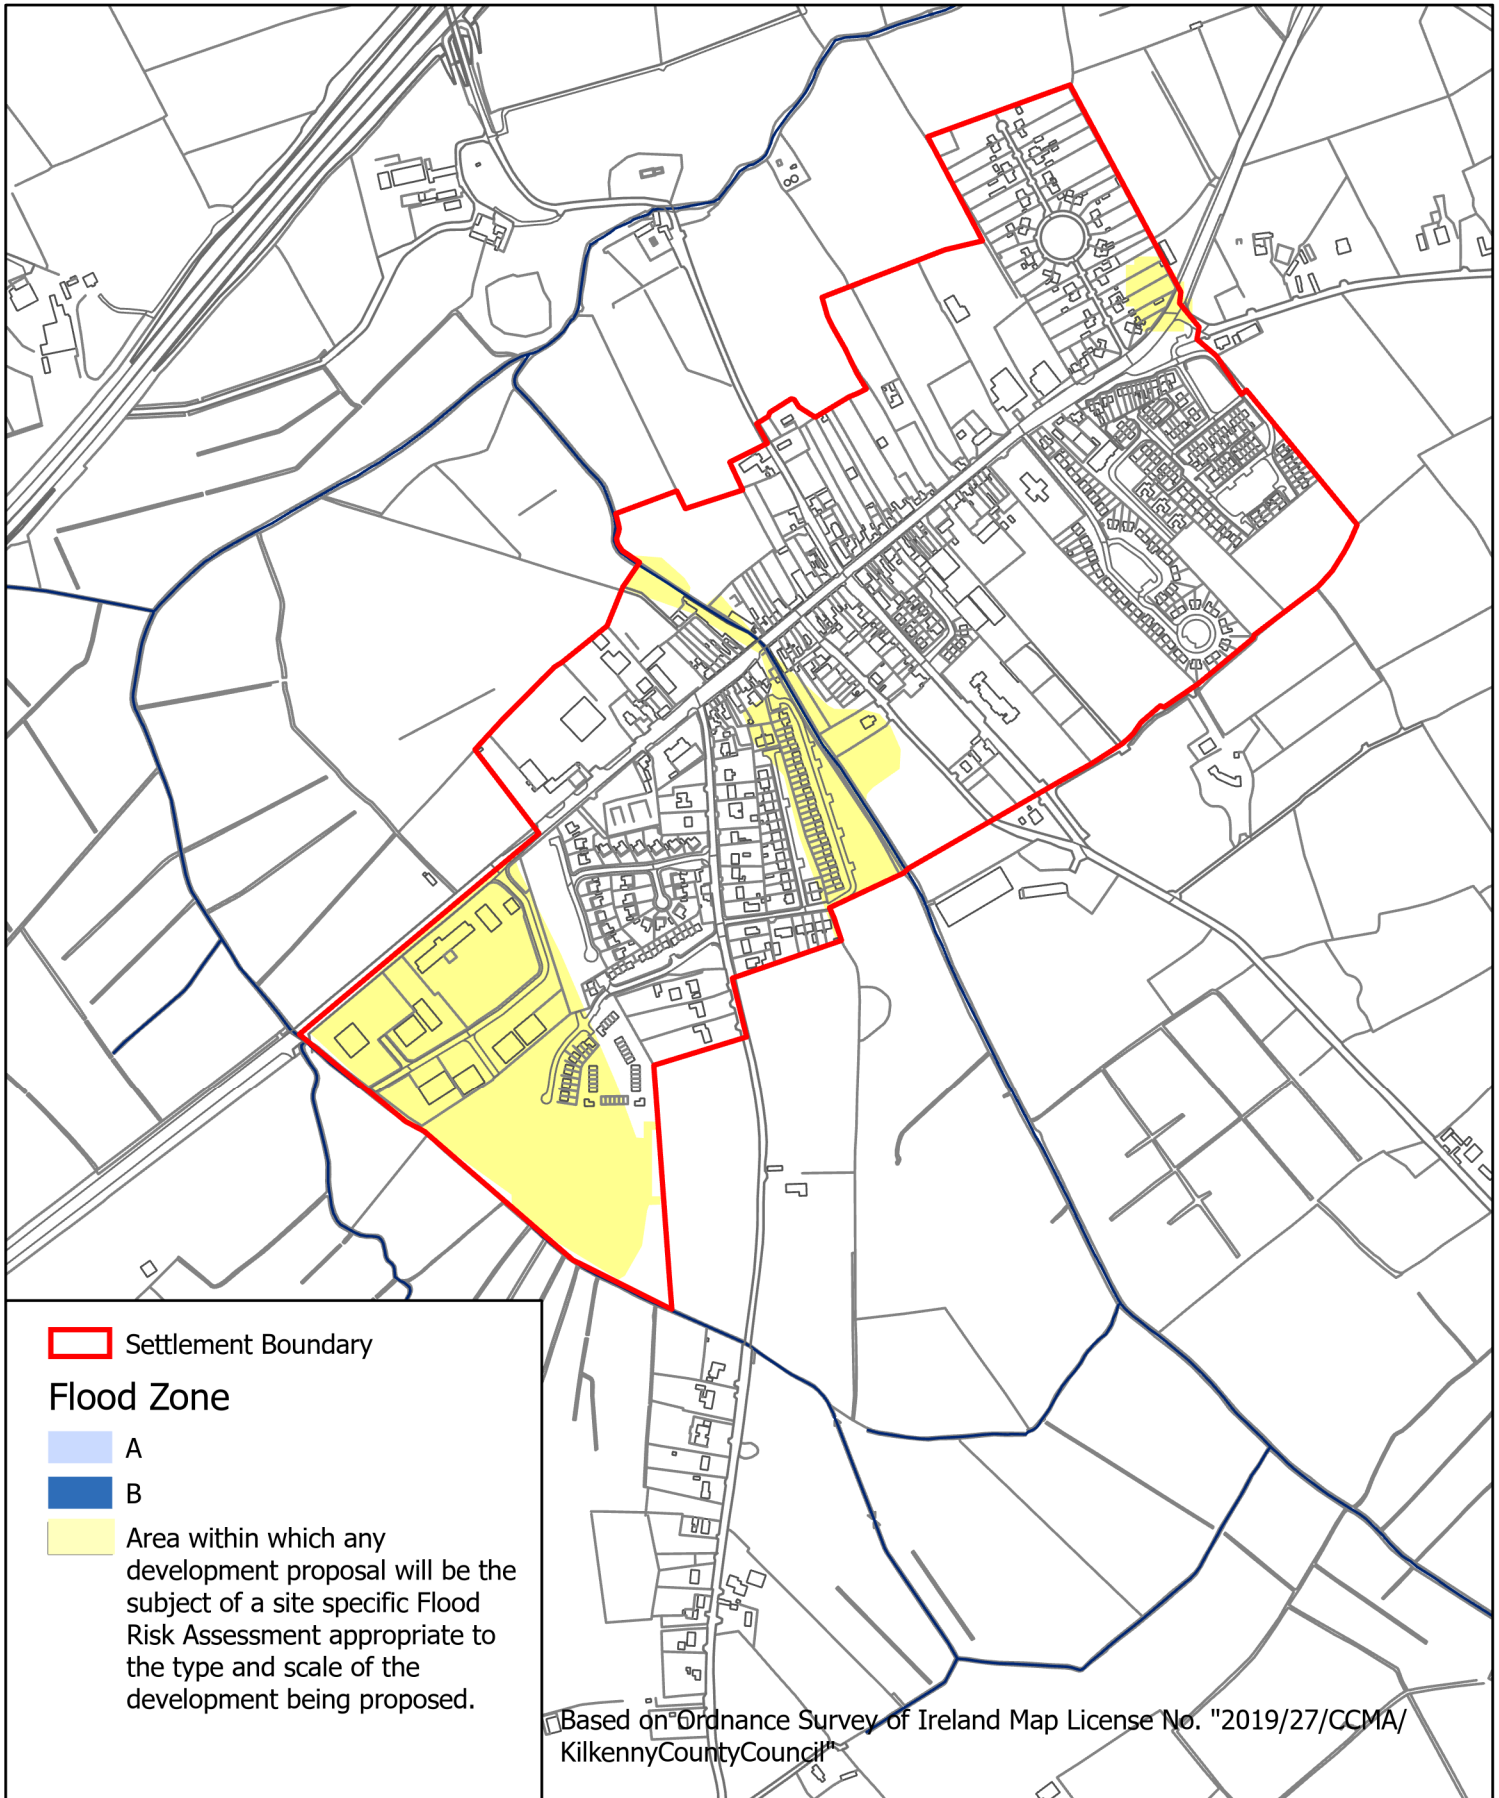 Settlement Boundary
Flood Zone
A
B
Area within which any
development proposal will be the
subject of a site specific Flood
Risk Assessment appropriate to
the type and scale of the
development being proposed.
Based on Ordnance Survey of Ireland Map License No. "2019/27/CCMA/
KilkennyCountyCouncil"